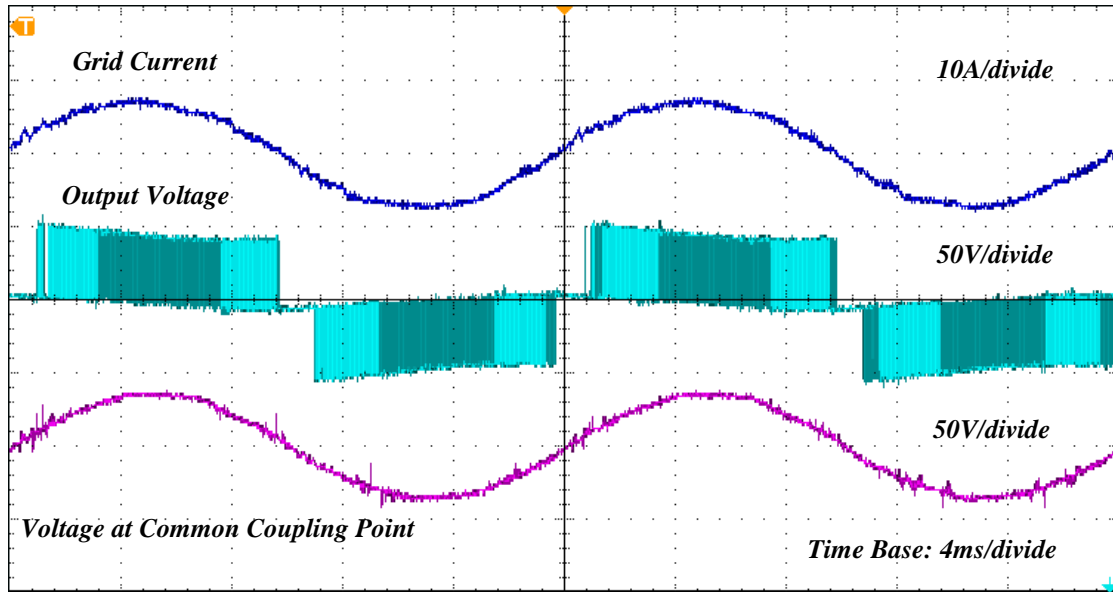 T
Grid Current
10A/divide
Output Voltage
50V/divide
50V/divide
Voltage at Common Coupling Point
Time Base: 4ms/divide